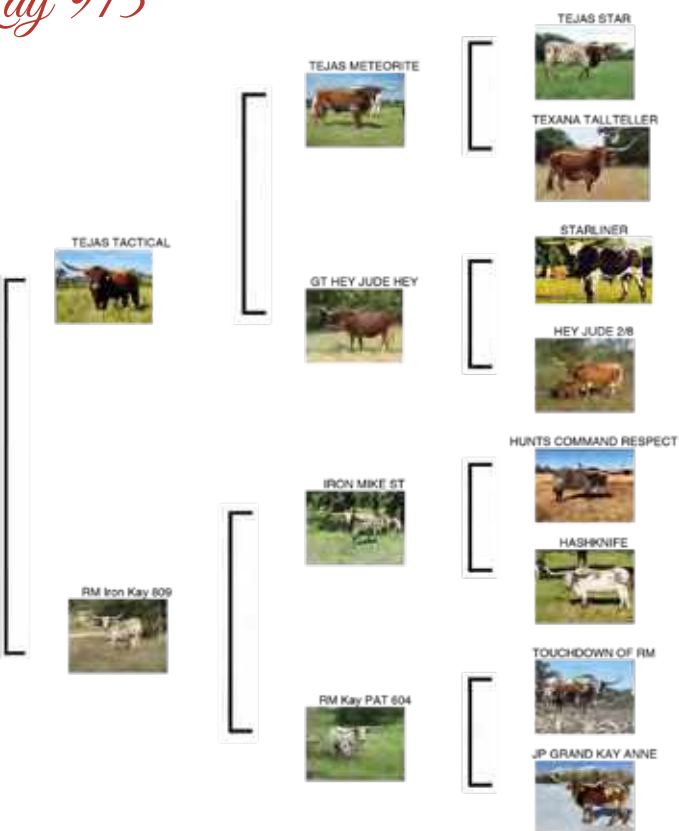 Kay 915
TEJAS STAR
TEJAS METEORITE
TEXANA TALLTELLER
STARLINER
TEJAS TACTICAL
GT HEY JUDE HEY
HEY JUDE 2/8
HUNTS COMMAND RESPECT
IRON MIKE ST
HASHKNIFE
RM Iron Kay 809
TOUCHDOWN OF RM
RM Kay PAT 604
JP GRAND KAY ANNE